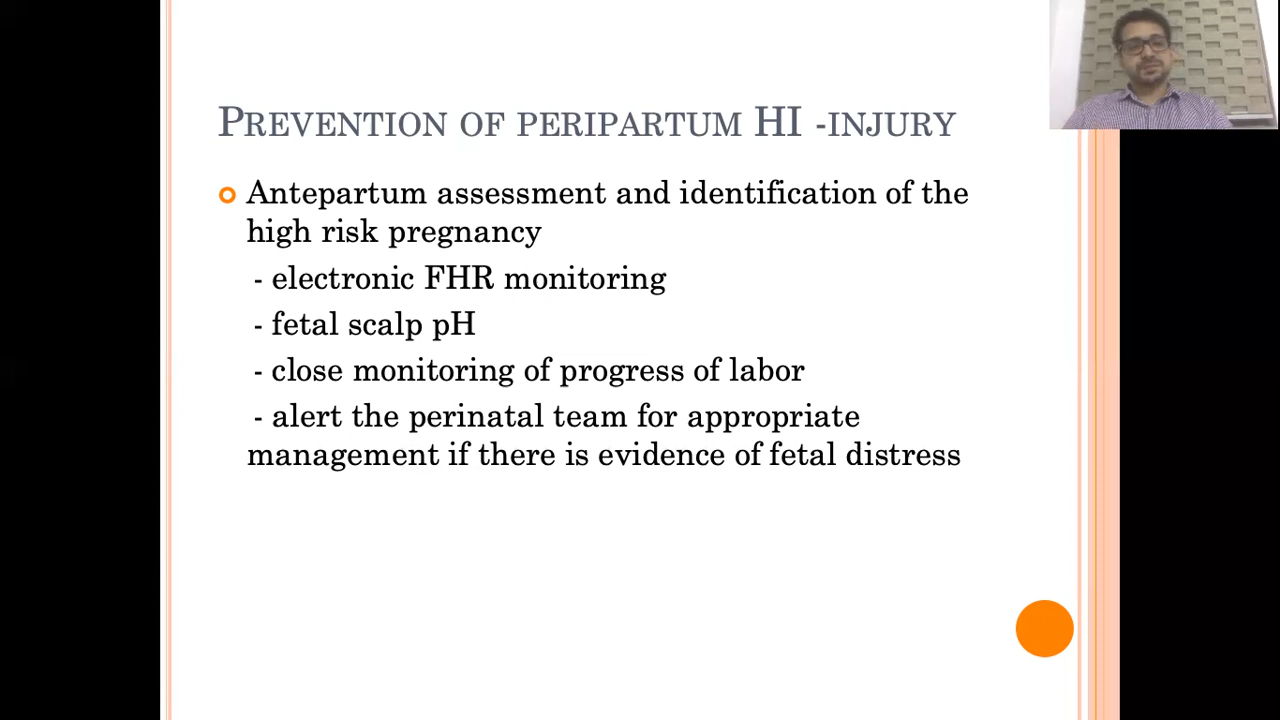 Prevention of peripartum HI -injury
Antepartum assessment and identification of the
high risk pregnancy
- electronic FHR monitoring
- fetal scalp pH
- close monitoring of progress of labor
- alert the perinatal team for appropriate
management if there is evidence of fetal distress